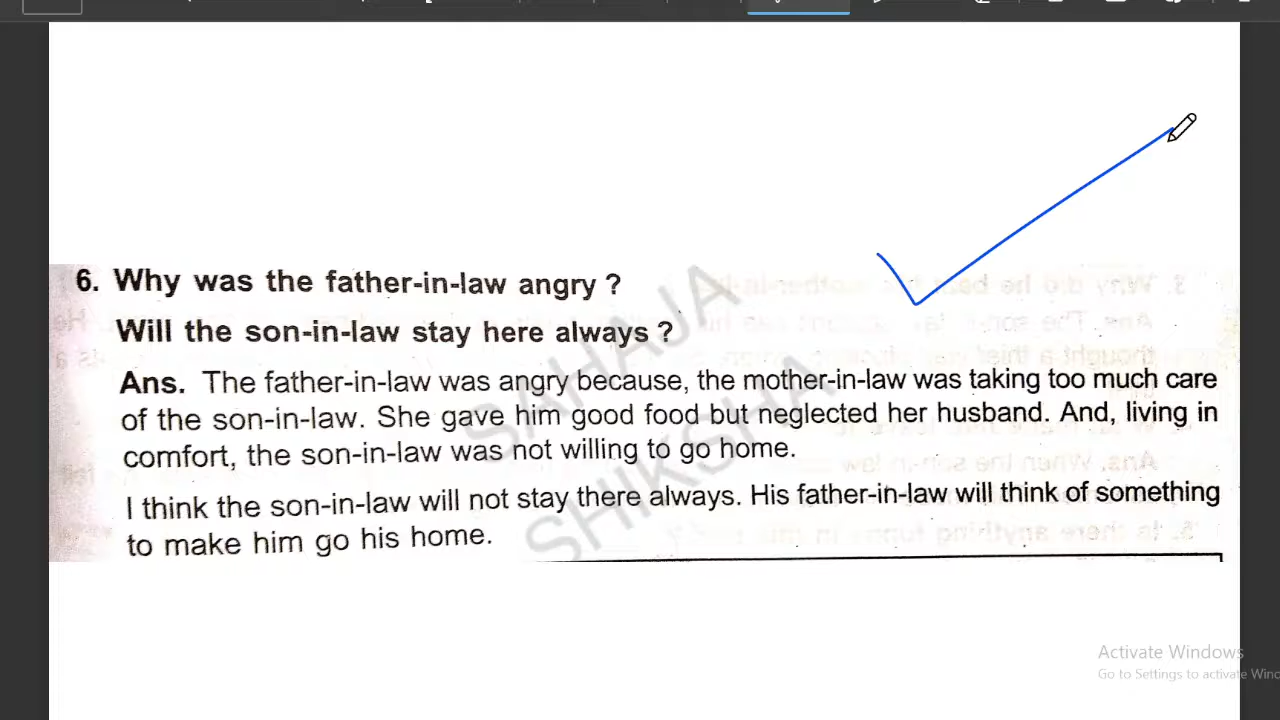 6. Why was the father-in-law angry ?
Will the son-in-law stay here always ?
Ans. The father-in-law was angry because, the mother-in-law was taking too much care
of the son-in-law. She gave him good food but neglected her husband. And, living in
comfort, the son-in-law was not willing to go home.
I think the son-in-law will not stay there always. His father-in-law will think of something
to make him go his home.
SAHAJA
SHIKSHA
Activate Windows
Go to Settings to activate Wind